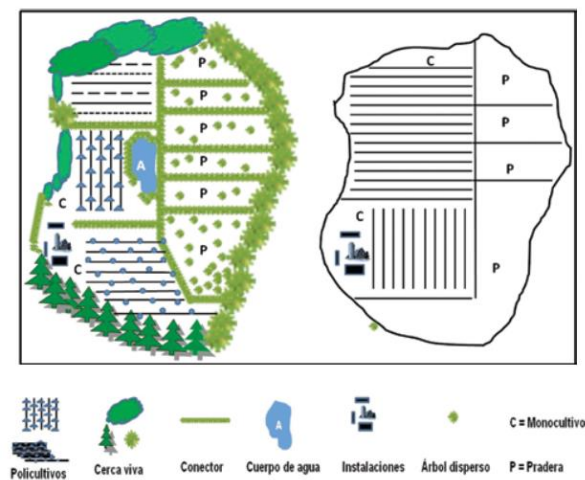 C
P
P
P
P
A
P
C
P
C
C
P
P
P
C
P
A
C = Monocultivo
Policultivos
Cerca viva
Conector
Cuerpo de agua
Instalaciones
Árbol disperso
P = Pradera